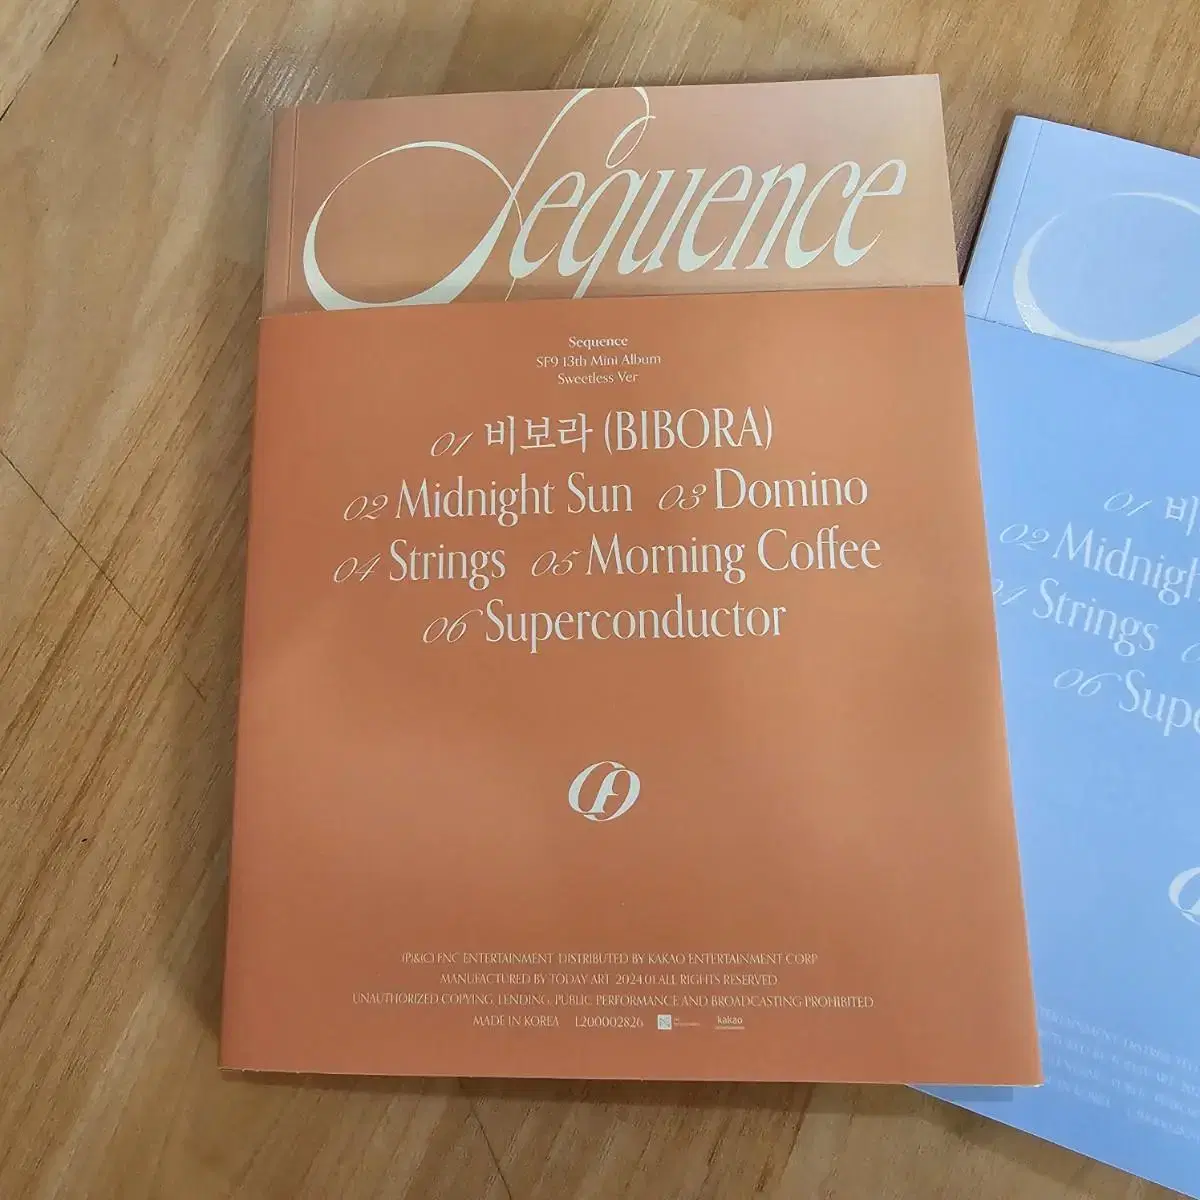 Sequence
Sequence
SF9 13th Mini Album
Sweetless Ver
01 비보라 (BIBORA)
02 Midnight Sun 03 Domino
04 Strings 05 Morning Coffee
06 Superconductor
(P)&(C) FNC ENTERTAINMENT DISTRIBUTED BY KAKAO ENTERTAINMENT CORP
MANUFACTURED BY TODAY ART 2024.01 ALL RIGHTS RESERVED
UNAUTHORIZED COPYING, LENDING, PUBLIC PERFORMANCE AND BROADCASTING PROHIBITED
MADE IN KOREA L200002826 kakao
01 비
02 Midnigh
04 Strings
06 Supe